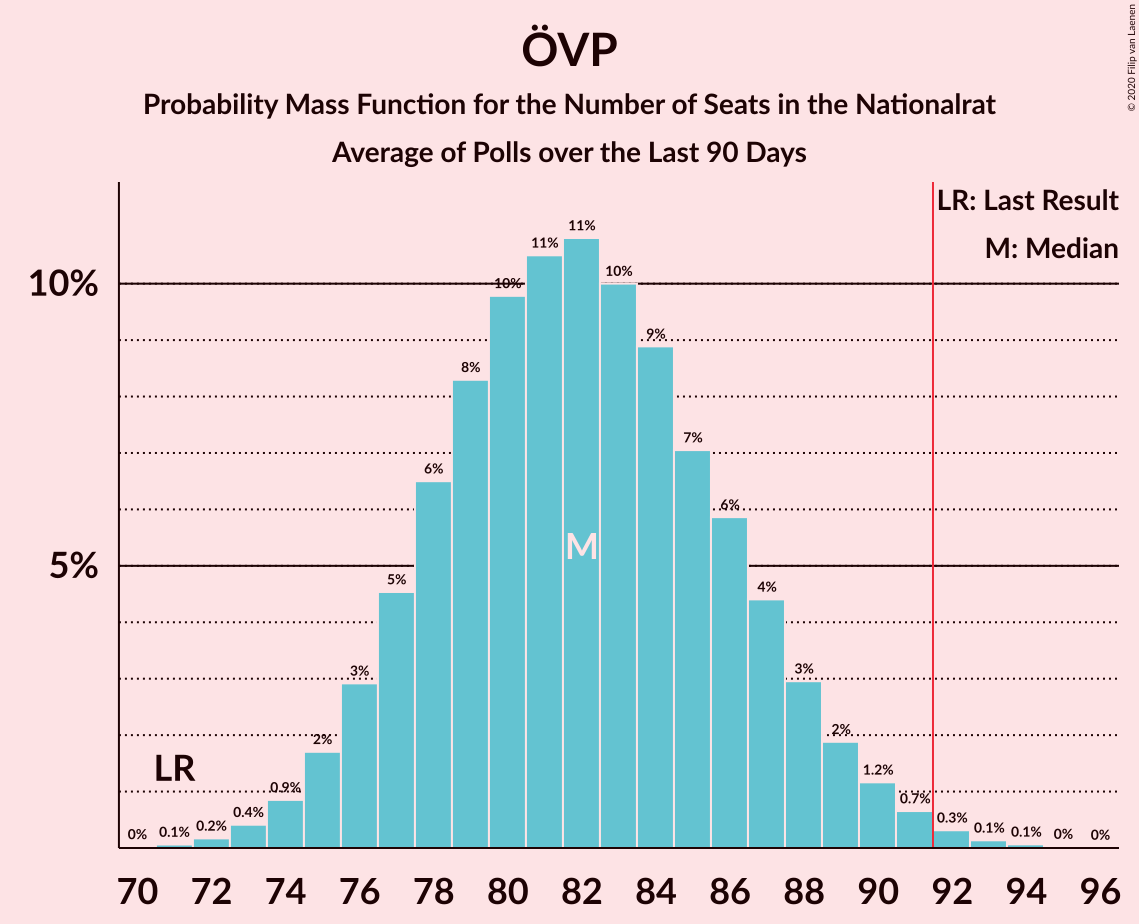 ÖVP
Probability Mass Function for the Number of Seats in the Nationalrat
Average of Polls over the Last 90 Days
© 2020 Filip van Laenen
LR: Last Result
M: Median
10%
5%
0% 0.1% 0.2% 0.4% 0.9% 2% 3% 5% 6% 8% 10% 11% 11% 10% 9% 7% 6% 4% 3% 2% 1.2% 0.7% 0.3% 0.1% 0.1% 0% 0%
M
LR
70 72 74 76 78 80 82 84 86 88 90 92 94 96